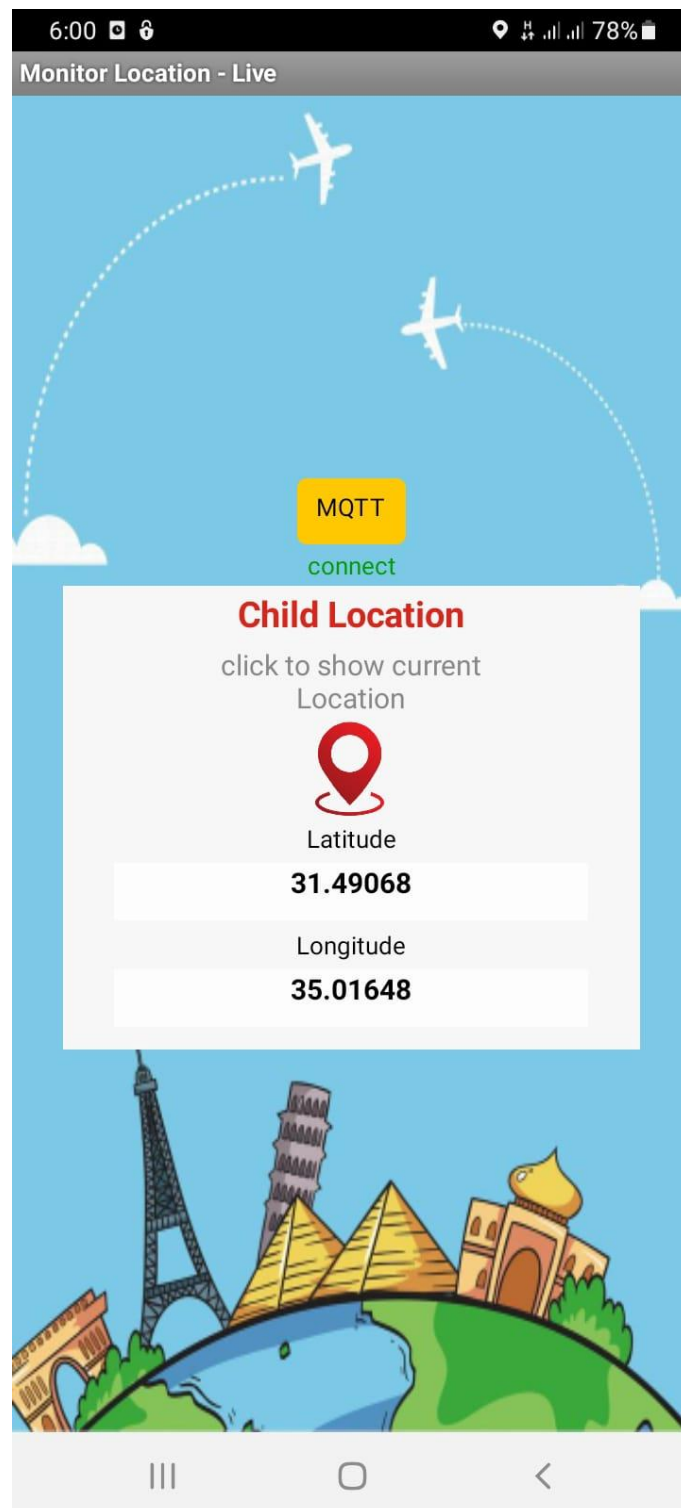 6:00 78%
Monitor Location - Live
MQTT
connect
Child Location
click to show current
Location
Latitude
31.49068
Longitude
35.01648